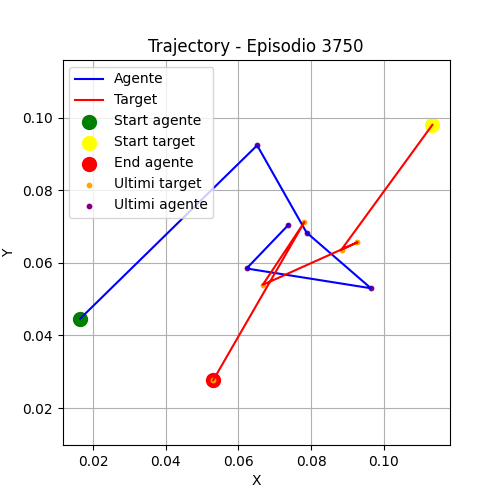 Trajectory - Episodio 3750
Agente
Target
Start agente
Start target
End agente
Ultimi target
Ultimi agente
0.10
0.08
0.06
0.04
0.02
Y
0.02 0.04 0.06 0.08 0.10
X